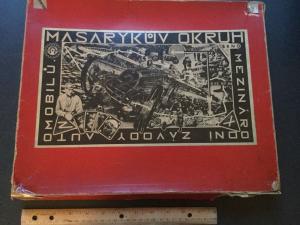 MASARYKŮV OKRUH
MEZINÁRODNÍ ZÁVODY AUTOMOBILŮ